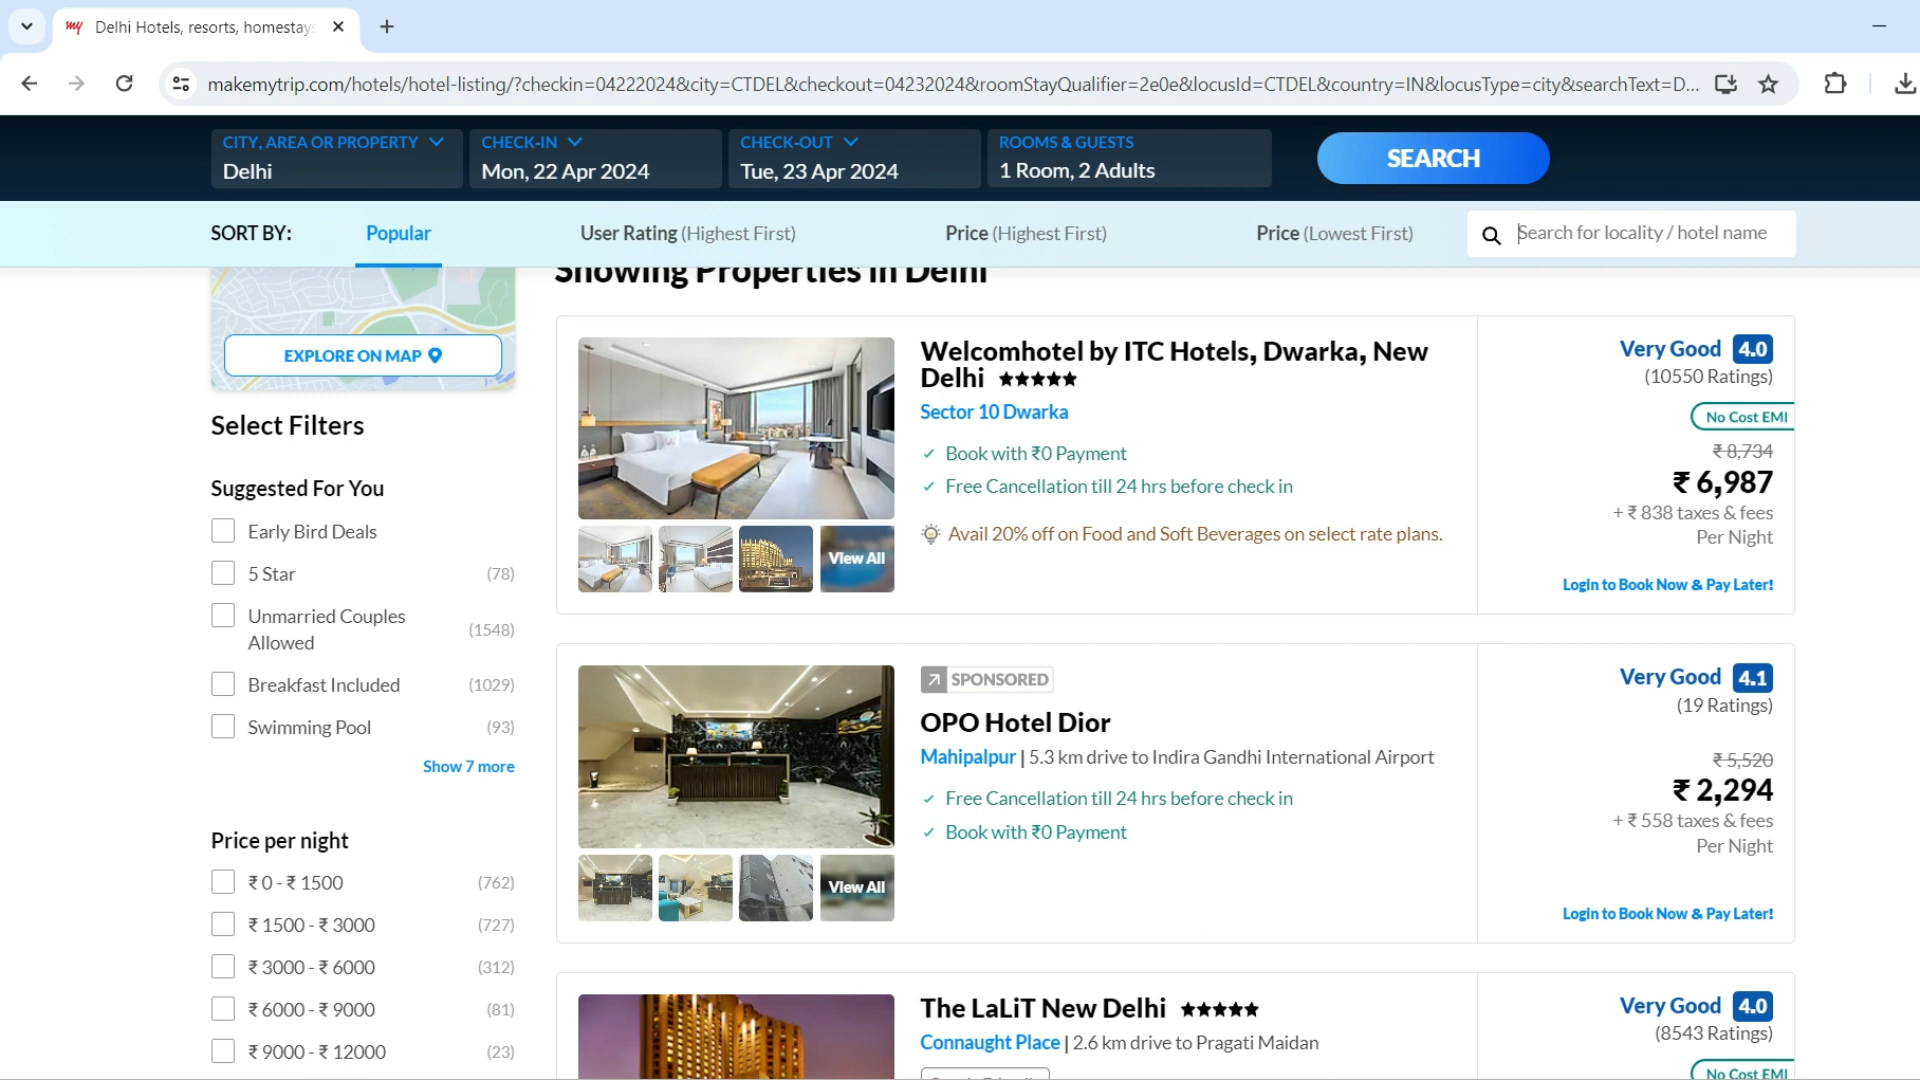 my Delhi Hotels, resorts, homestays
makemytrip.com/hotels/hotel-listing/?checkin=04222024&city=CTDEL&checkout=04232024&roomStayQualifier=2e0e&locusId=CTDEL&country=IN&locusType=city&searchText=D...
CITY, AREA OR PROPERTY
Delhi
CHECK-IN
Mon, 22 Apr 2024
CHECK-OUT
Tue, 23 Apr 2024
ROOMS & GUESTS
1 Room, 2 Adults
SEARCH
SORT BY: Popular User Rating (Highest First) Price (Highest First) Price (Lowest First) Search for locality / hotel name
Showing Properties in Delhi
EXPLORE ON MAP
Select Filters
Suggested For You
Early Bird Deals
5 Star (78)
Unmarried Couples
Allowed (1548)
Breakfast Included (1029)
Swimming Pool (93)
Show 7 more
Price per night
₹ 0 - ₹ 1500 (762)
₹ 1500 - ₹ 3000 (727)
₹ 3000 - ₹ 6000 (312)
₹ 6000 - ₹ 9000 (81)
₹ 9000 - ₹ 12000 (23)
Welcomhotel by ITC Hotels, Dwarka, New
Delhi
Sector 10 Dwarka
Book with ₹0 Payment
Free Cancellation till 24 hrs before check in
Avail 20% off on Food and Soft Beverages on select rate plans.
View All
Very Good 4.0
(10550 Ratings)
No Cost EMI
₹ 8,734
₹ 6,987
+ ₹ 838 taxes & fees
Per Night
Login to Book Now & Pay Later!
SPONSORED
OPO Hotel Dior
Mahipalpur | 5.3 km drive to Indira Gandhi International Airport
Free Cancellation till 24 hrs before check in
Book with ₹0 Payment
View All
Very Good 4.1
(19 Ratings)
₹ 5,520
₹ 2,294
+ ₹ 558 taxes & fees
Per Night
Login to Book Now & Pay Later!
The LaLiT New Delhi
Connaught Place | 2.6 km drive to Pragati Maidan
Very Good 4.0
(8543 Ratings)
No Cost EMI